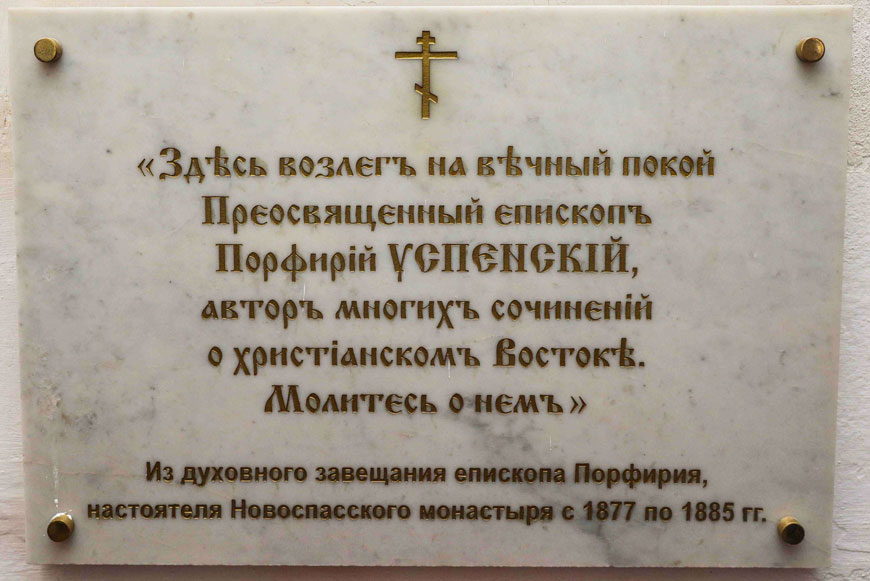 «Здѣсь возлегъ на вѣчный покой
Преосвященный епископъ
Порфирій УСПЕНСКІЙ,
авторъ многихъ сочиненій
о христіанскомъ Востокѣ.
Молитесь о немъ»
Из духовного завещания епископа Порфирия,
настоятеля Новоспасского монастыря с 1877 по 1885 гг.